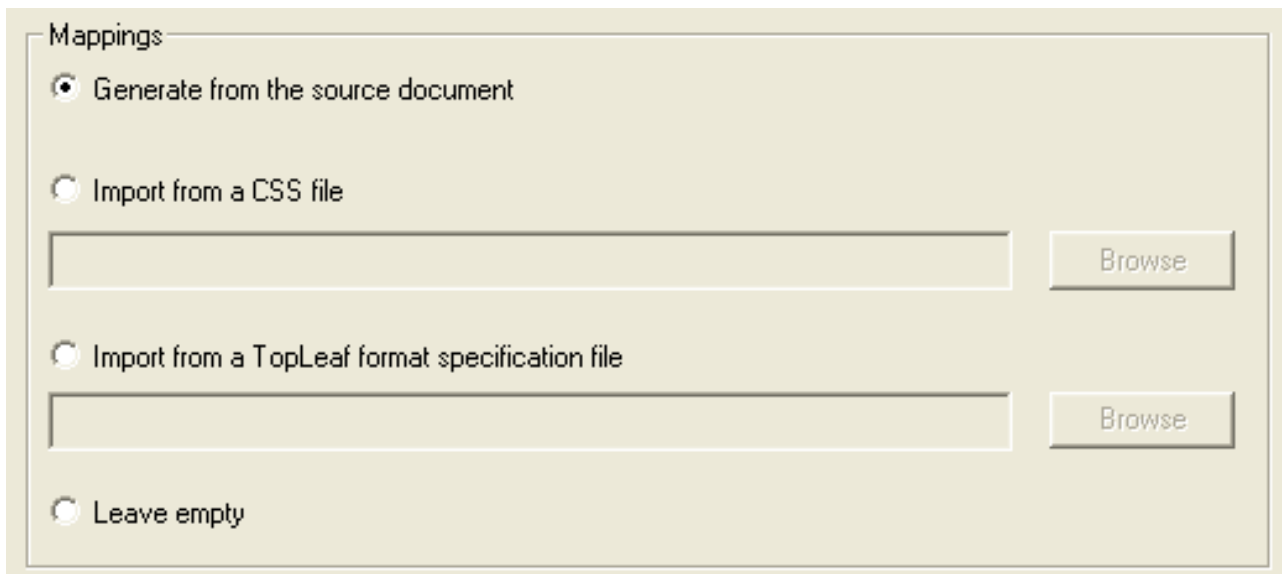 Mappings
Generate from the source document
Import from a CSS file
Browse
Import from a TopLeaf format specification file
Browse
Leave empty